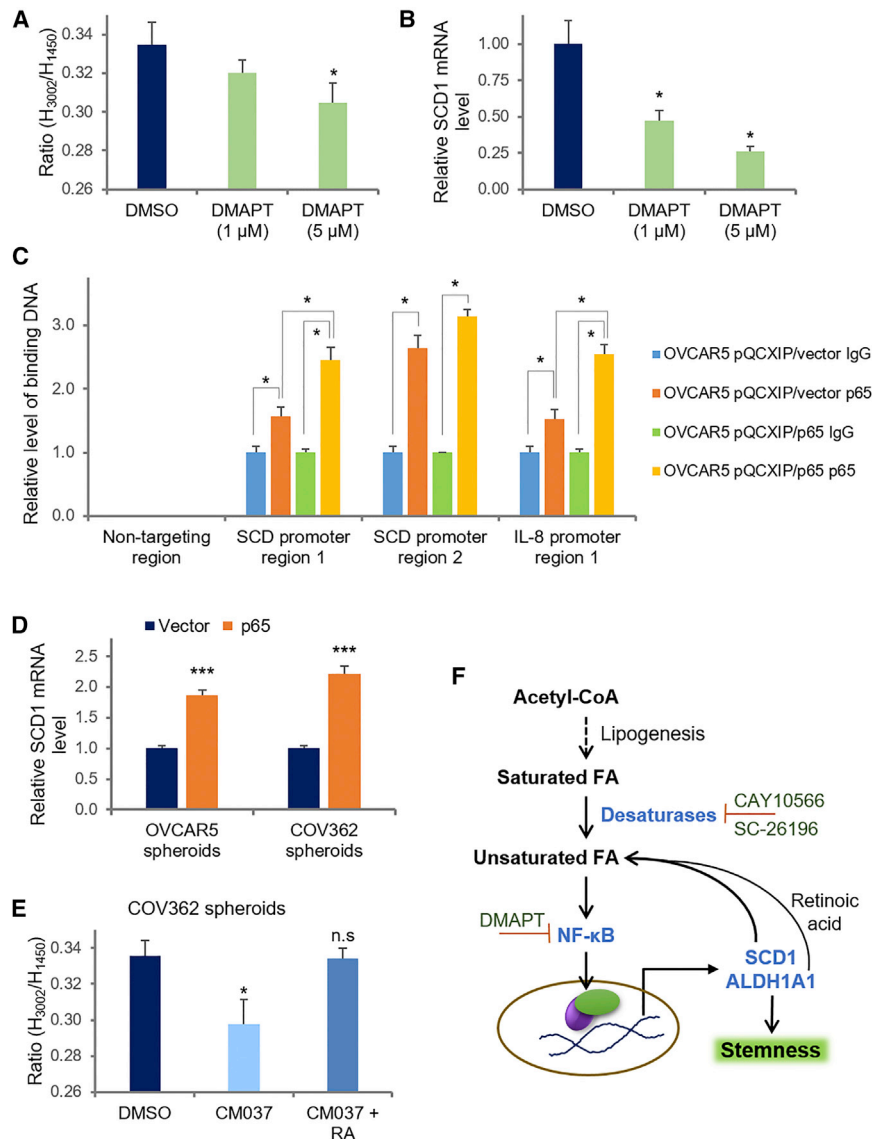 A
Ratio (H3002/H1450)
0.34
0.32
0.30
0.28
0.26
*
DMSO
DMAPT
(1 µM)
DMAPT
(5 µM)
B
Relative SCD1 mRNA
level
1.00
0.75
0.50
0.25
0.00
*
*
DMSO
DMAPT
(1 µM)
DMAPT
(5 µM)
C
Relative level of binding DNA
3.0
2.0
1.0
0.0
*
*
*
*
*
*
*
*
Non-targeting
region
SCD promoter
region 1
SCD promoter
region 2
IL-8 promoter
region 1
OVCAR5 pQCXIP/vector IgG
OVCAR5 pQCXIP/vector p65
OVCAR5 pQCXIP/p65 IgG
OVCAR5 pQCXIP/p65 p65
D
Vector
p65
Relative SCD1 mRNA
level
2.5
2.0
1.5
1.0
0.5
0.0
***
***
OVCAR5
spheroids
COV362
spheroids
E
COV362 spheroids
Ratio (H3002/H1450)
0.34
0.32
0.30
0.28
0.26
*
n.s
DMSO
CM037
CM037 +
RA
F
Acetyl-CoA
Lipogenesis
Saturated FA
Desaturases
CAY10566
SC-26196
Unsaturated FA
Retinoic
acid
DMAPT
NF-κB
SCD1
ALDH1A1
Stemness